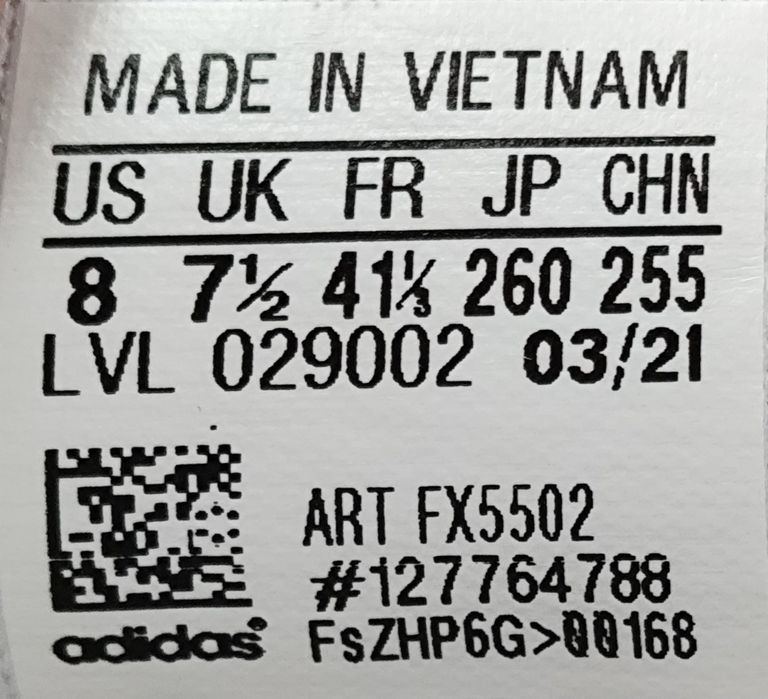 MADE IN VIETNAM
US UK FR JP CHN
8 7½ 41⅓ 260 255
LVL 029002 03/21
ART FX5502
#127764788
adidas® FsZHP6G>00168